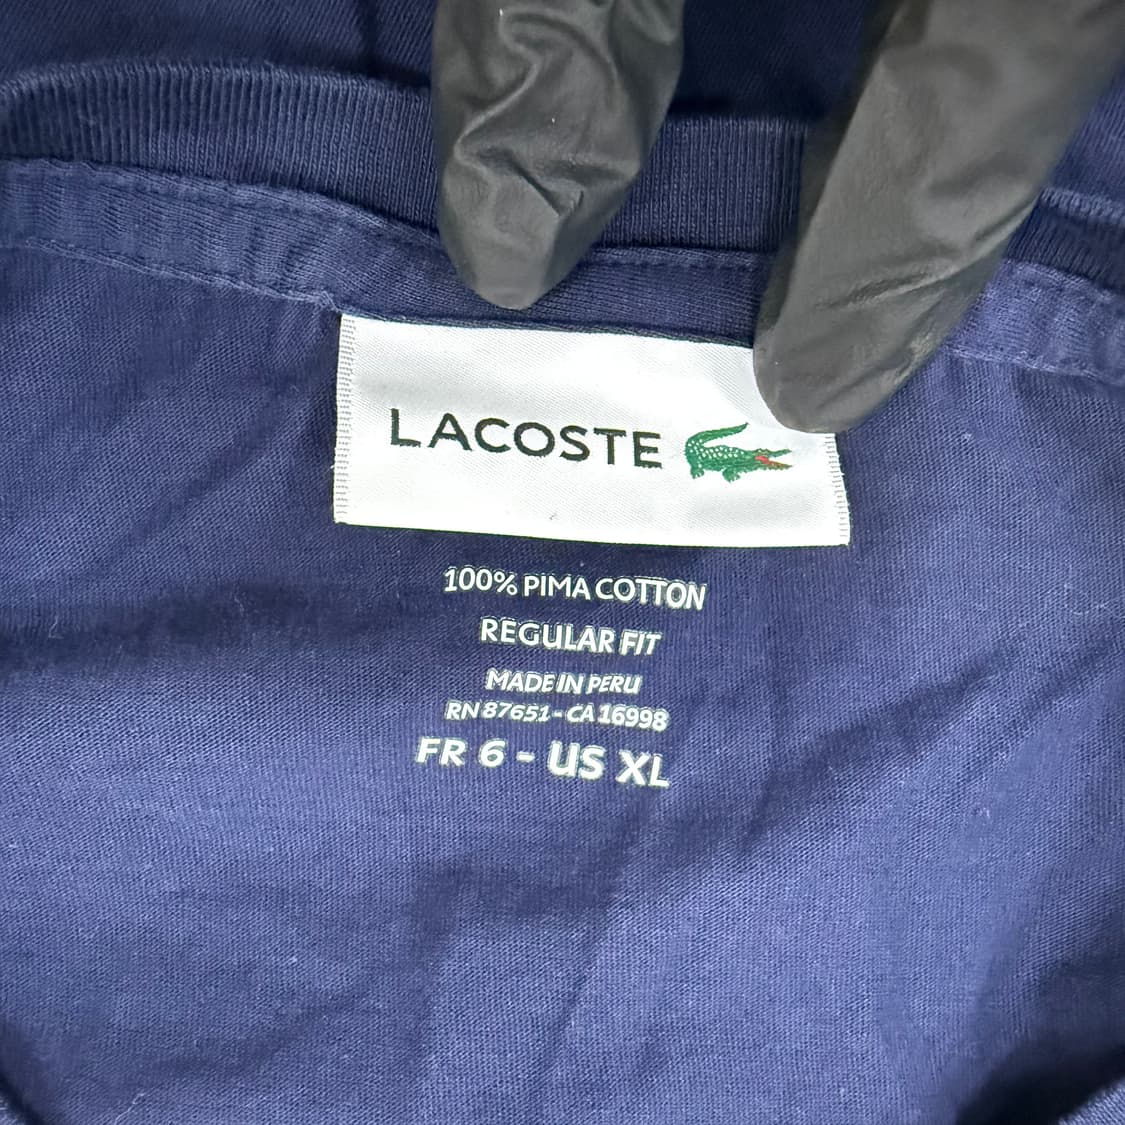 LACOSTE
100% PIMA COTTON
REGULAR FIT
MADE IN PERU
RN 87651 - CA 16998
FR 6 - US XL